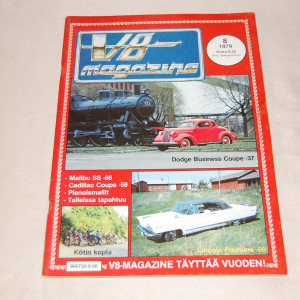 V8
magazine
8
1979
Dodge Business Coupe -37
- Malibu SS -66
- Cadillac Coupe -59
- Pienoismallit
- Talleissa tapahtuu
Kötin kopla
Lincoln Premiere -56
V8-MAGAZINE TÄYTTÄÄ VUODEN!